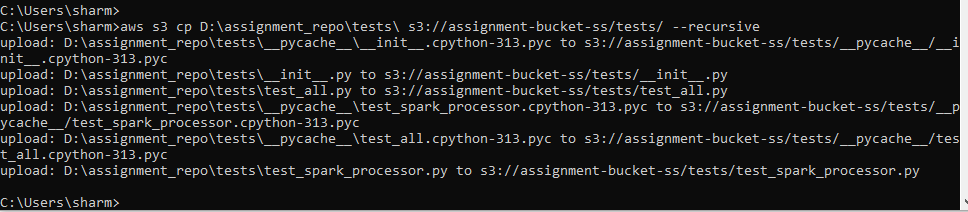 C:\Users\sharm>
C:\Users\sharm>aws s3 cp D:\assignment_repo\tests\ s3://assignment-bucket-ss/tests/ --recursive
upload: D:\assignment_repo\tests\__pycache__\__init__.cpython-313.pyc to s3://assignment-bucket-ss/tests/__pycache__/__i
nit__.cpython-313.pyc
upload: D:\assignment_repo\tests\__init__.py to s3://assignment-bucket-ss/tests/__init__.py
upload: D:\assignment_repo\tests\test_all.py to s3://assignment-bucket-ss/tests/test_all.py
upload: D:\assignment_repo\tests\__pycache__\test_spark_processor.cpython-313.pyc to s3://assignment-bucket-ss/tests/__p
ycache__/test_spark_processor.cpython-313.pyc
upload: D:\assignment_repo\tests\__pycache__\test_all.cpython-313.pyc to s3://assignment-bucket-ss/tests/__pycache__/tes
t_all.cpython-313.pyc
upload: D:\assignment_repo\tests\test_spark_processor.py to s3://assignment-bucket-ss/tests/test_spark_processor.py
C:\Users\sharm>